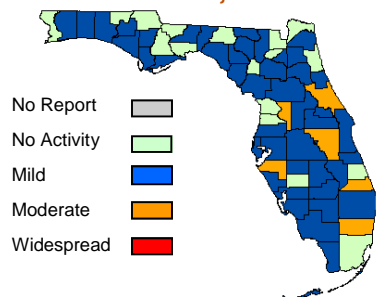 No Report
No Activity
Mild
Moderate
Widespread